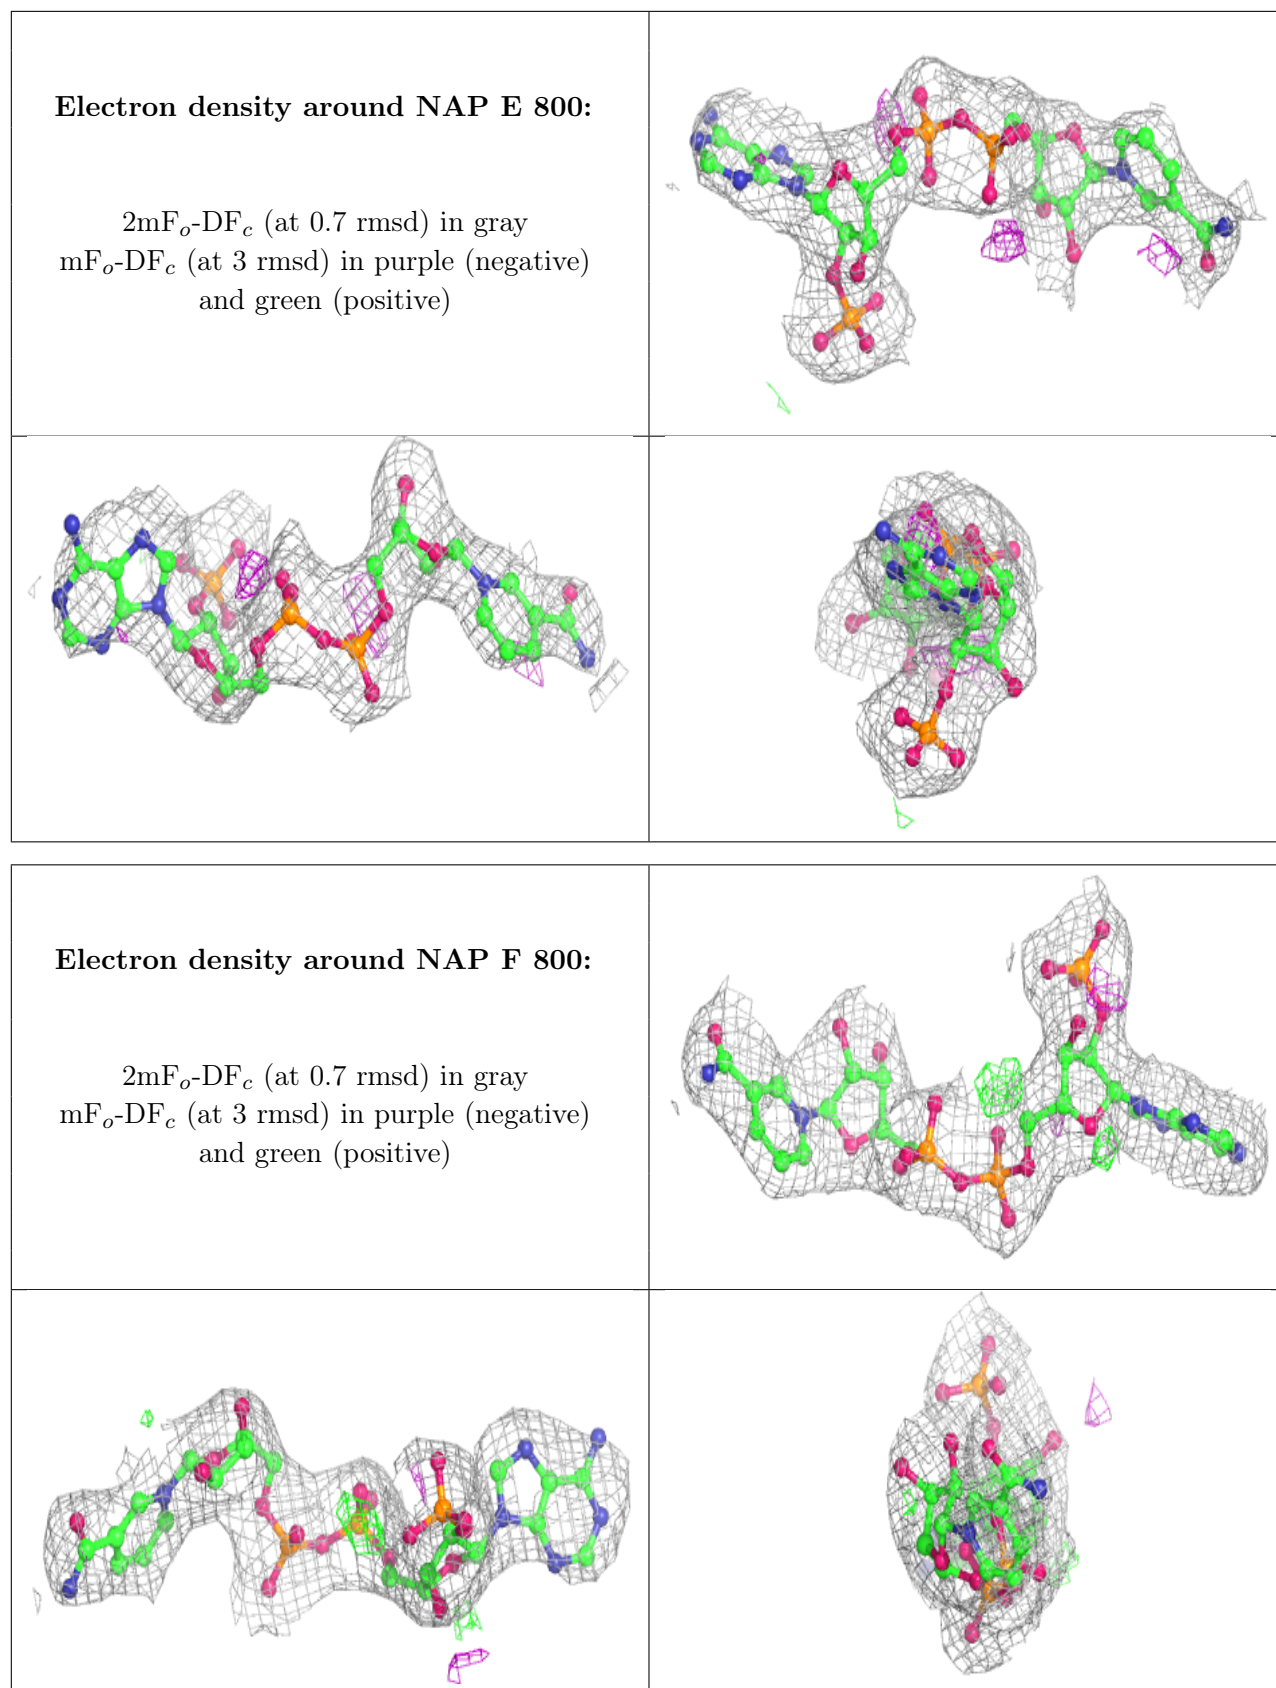 Electron density around NAP E 800:
2mFo-DFc (at 0.7 rmsd) in gray
mFo-DFc (at 3 rmsd) in purple (negative)
and green (positive)
Electron density around NAP F 800:
2mFo-DFc (at 0.7 rmsd) in gray
mFo-DFc (at 3 rmsd) in purple (negative)
and green (positive)